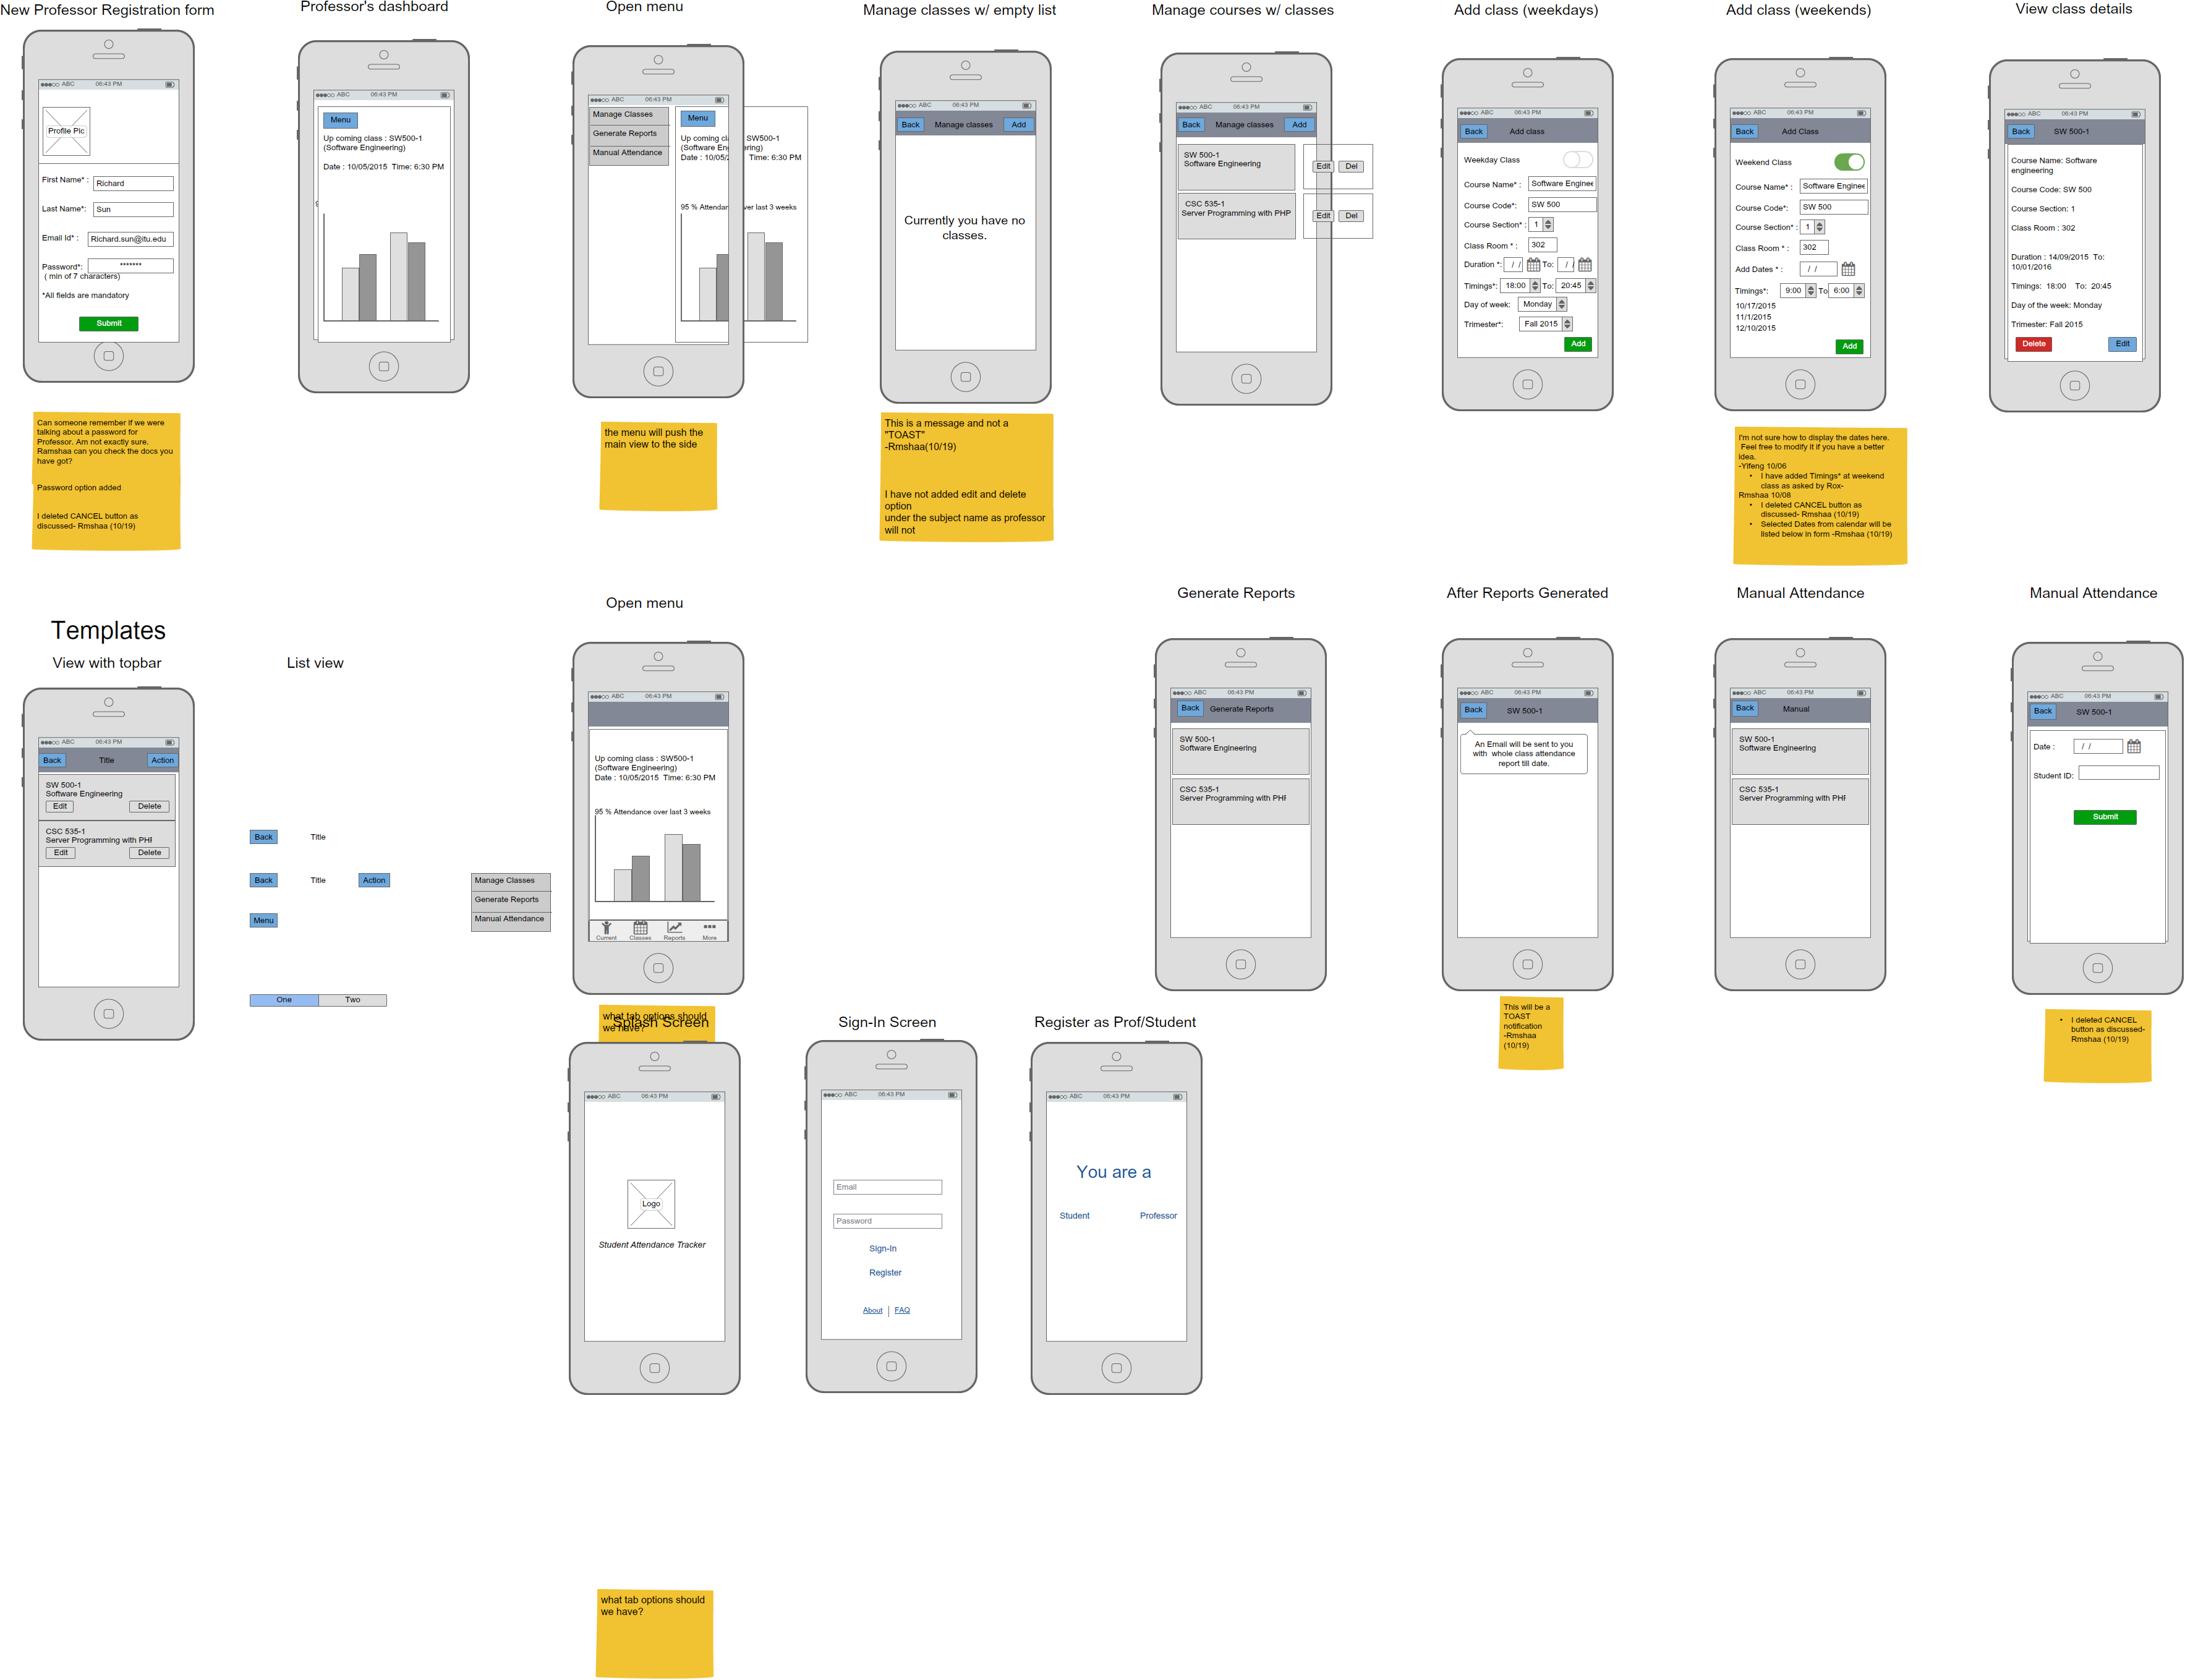 New Professor Registration form
●●●○○ ABC 06:43 PM
Profile Pic
First Name* : Richard
Last Name*: Sun
Email Id* : Richard.sun@itu.edu
Password*: *******
( min of 7 characters)
*All fields are mandatory
Submit
Can someone remember if we were
talking about a password for
Professor. Am not exactly sure.
Ramshaa can you check the docs you
have got?
Password option added
I deleted CANCEL button as
discussed- Rmshaa (10/19)
Professor's dashboard
●●●○○ ABC 06:43 PM
Menu
Up coming class : SW500-1
(Software Engineering)
Date : 10/05/2015 Time: 6:30 PM
Open menu
●●●○○ ABC 06:43 PM
Manage Classes
Generate Reports
Manual Attendance
Menu
Up coming cl
(Software Eng
Date : 10/05/
95 % Attendar
SW500-1
ering)
Time: 6:30 PM
ver last 3 weeks
the menu will push the
main view to the side
Manage classes w/ empty list
●●●○○ ABC 06:43 PM
Back Manage classes Add
Currently you have no
classes.
This is a message and not a
"TOAST"
-Rmshaa(10/19)
I have not added edit and delete
option
under the subject name as professor
will not
Manage courses w/ classes
●●●○○ ABC 06:43 PM
Back Manage classes Add
SW 500-1
Software Engineering
Edit Del
CSC 535-1
Server Programming with PHP
Edit Del
Add class (weekdays)
●●●○○ ABC 06:43 PM
Back Add class
Weekday Class
Course Name* : Software Enginee
Course Code*: SW 500
Course Section* : 1
Class Room * : 302
Duration *: / / To: / /
Timings*: 18:00 To: 20:45
Day of week: Monday
Trimester*: Fall 2015
Add
Add class (weekends)
●●●○○ ABC 06:43 PM
Back Add Class
Weekend Class
Course Name* : Software Enginee
Course Code*: SW 500
Course Section* : 1
Class Room * : 302
Add Dates * : / /
Timings*: 9:00 To 6:00
10/17/2015
11/1/2015
12/10/2015
Add
I'm not sure how to display the dates here.
Feel free to modify it if you have a better
idea.
-Yifeng 10/06
• I have added Timings* at weekend
class as asked by Rox-
Rmshaa 10/08
• I deleted CANCEL button as
discussed- Rmshaa (10/19)
• Selected Dates from calendar will be
listed below in form -Rmshaa (10/19)
View class details
●●●○○ ABC 06:43 PM
Back SW 500-1
Course Name: Software
engineering
Course Code: SW 500
Course Section: 1
Class Room : 302
Duration : 14/09/2015 To:
10/01/2016
Timings: 18:00 To: 20:45
Day of the week: Monday
Trimester: Fall 2015
Delete Edit
Templates
View with topbar
●●●○○ ABC 06:43 PM
Back Title Action
SW 500-1
Software Engineering
Edit Delete
CSC 535-1
Server Programming with PHP
Edit Delete
List view
Back Title
Back Title Action
Menu
One Two
Manage Classes
Generate Reports
Manual Attendance
Open menu
●●●○○ ABC 06:43 PM
Up coming class : SW500-1
(Software Engineering)
Date : 10/05/2015 Time: 6:30 PM
95 % Attendance over last 3 weeks
Current Classes Reports More
what tab options should
we have?
Generate Reports
●●●○○ ABC 06:43 PM
Back Generate Reports
SW 500-1
Software Engineering
CSC 535-1
Server Programming with PHP
After Reports Generated
●●●○○ ABC 06:43 PM
Back SW 500-1
An Email will be sent to you
with whole class attendance
report till date.
This will be a
TOAST
notification
-Rmshaa
(10/19)
Manual Attendance
●●●○○ ABC 06:43 PM
Back Manual
SW 500-1
Software Engineering
CSC 535-1
Server Programming with PHP
Manual Attendance
●●●○○ ABC 06:43 PM
Back SW 500-1
Date : / /
Student ID:
Submit
• I deleted CANCEL
button as discussed-
Rmshaa (10/19)
Splash Screen
●●●○○ ABC 06:43 PM
Logo
Student Attendance Tracker
Sign-In Screen
●●●○○ ABC 06:43 PM
Email
Password
Sign-In
Register
About | FAQ
Register as Prof/Student
●●●○○ ABC 06:43 PM
You are a
Student Professor
what tab options should
we have?